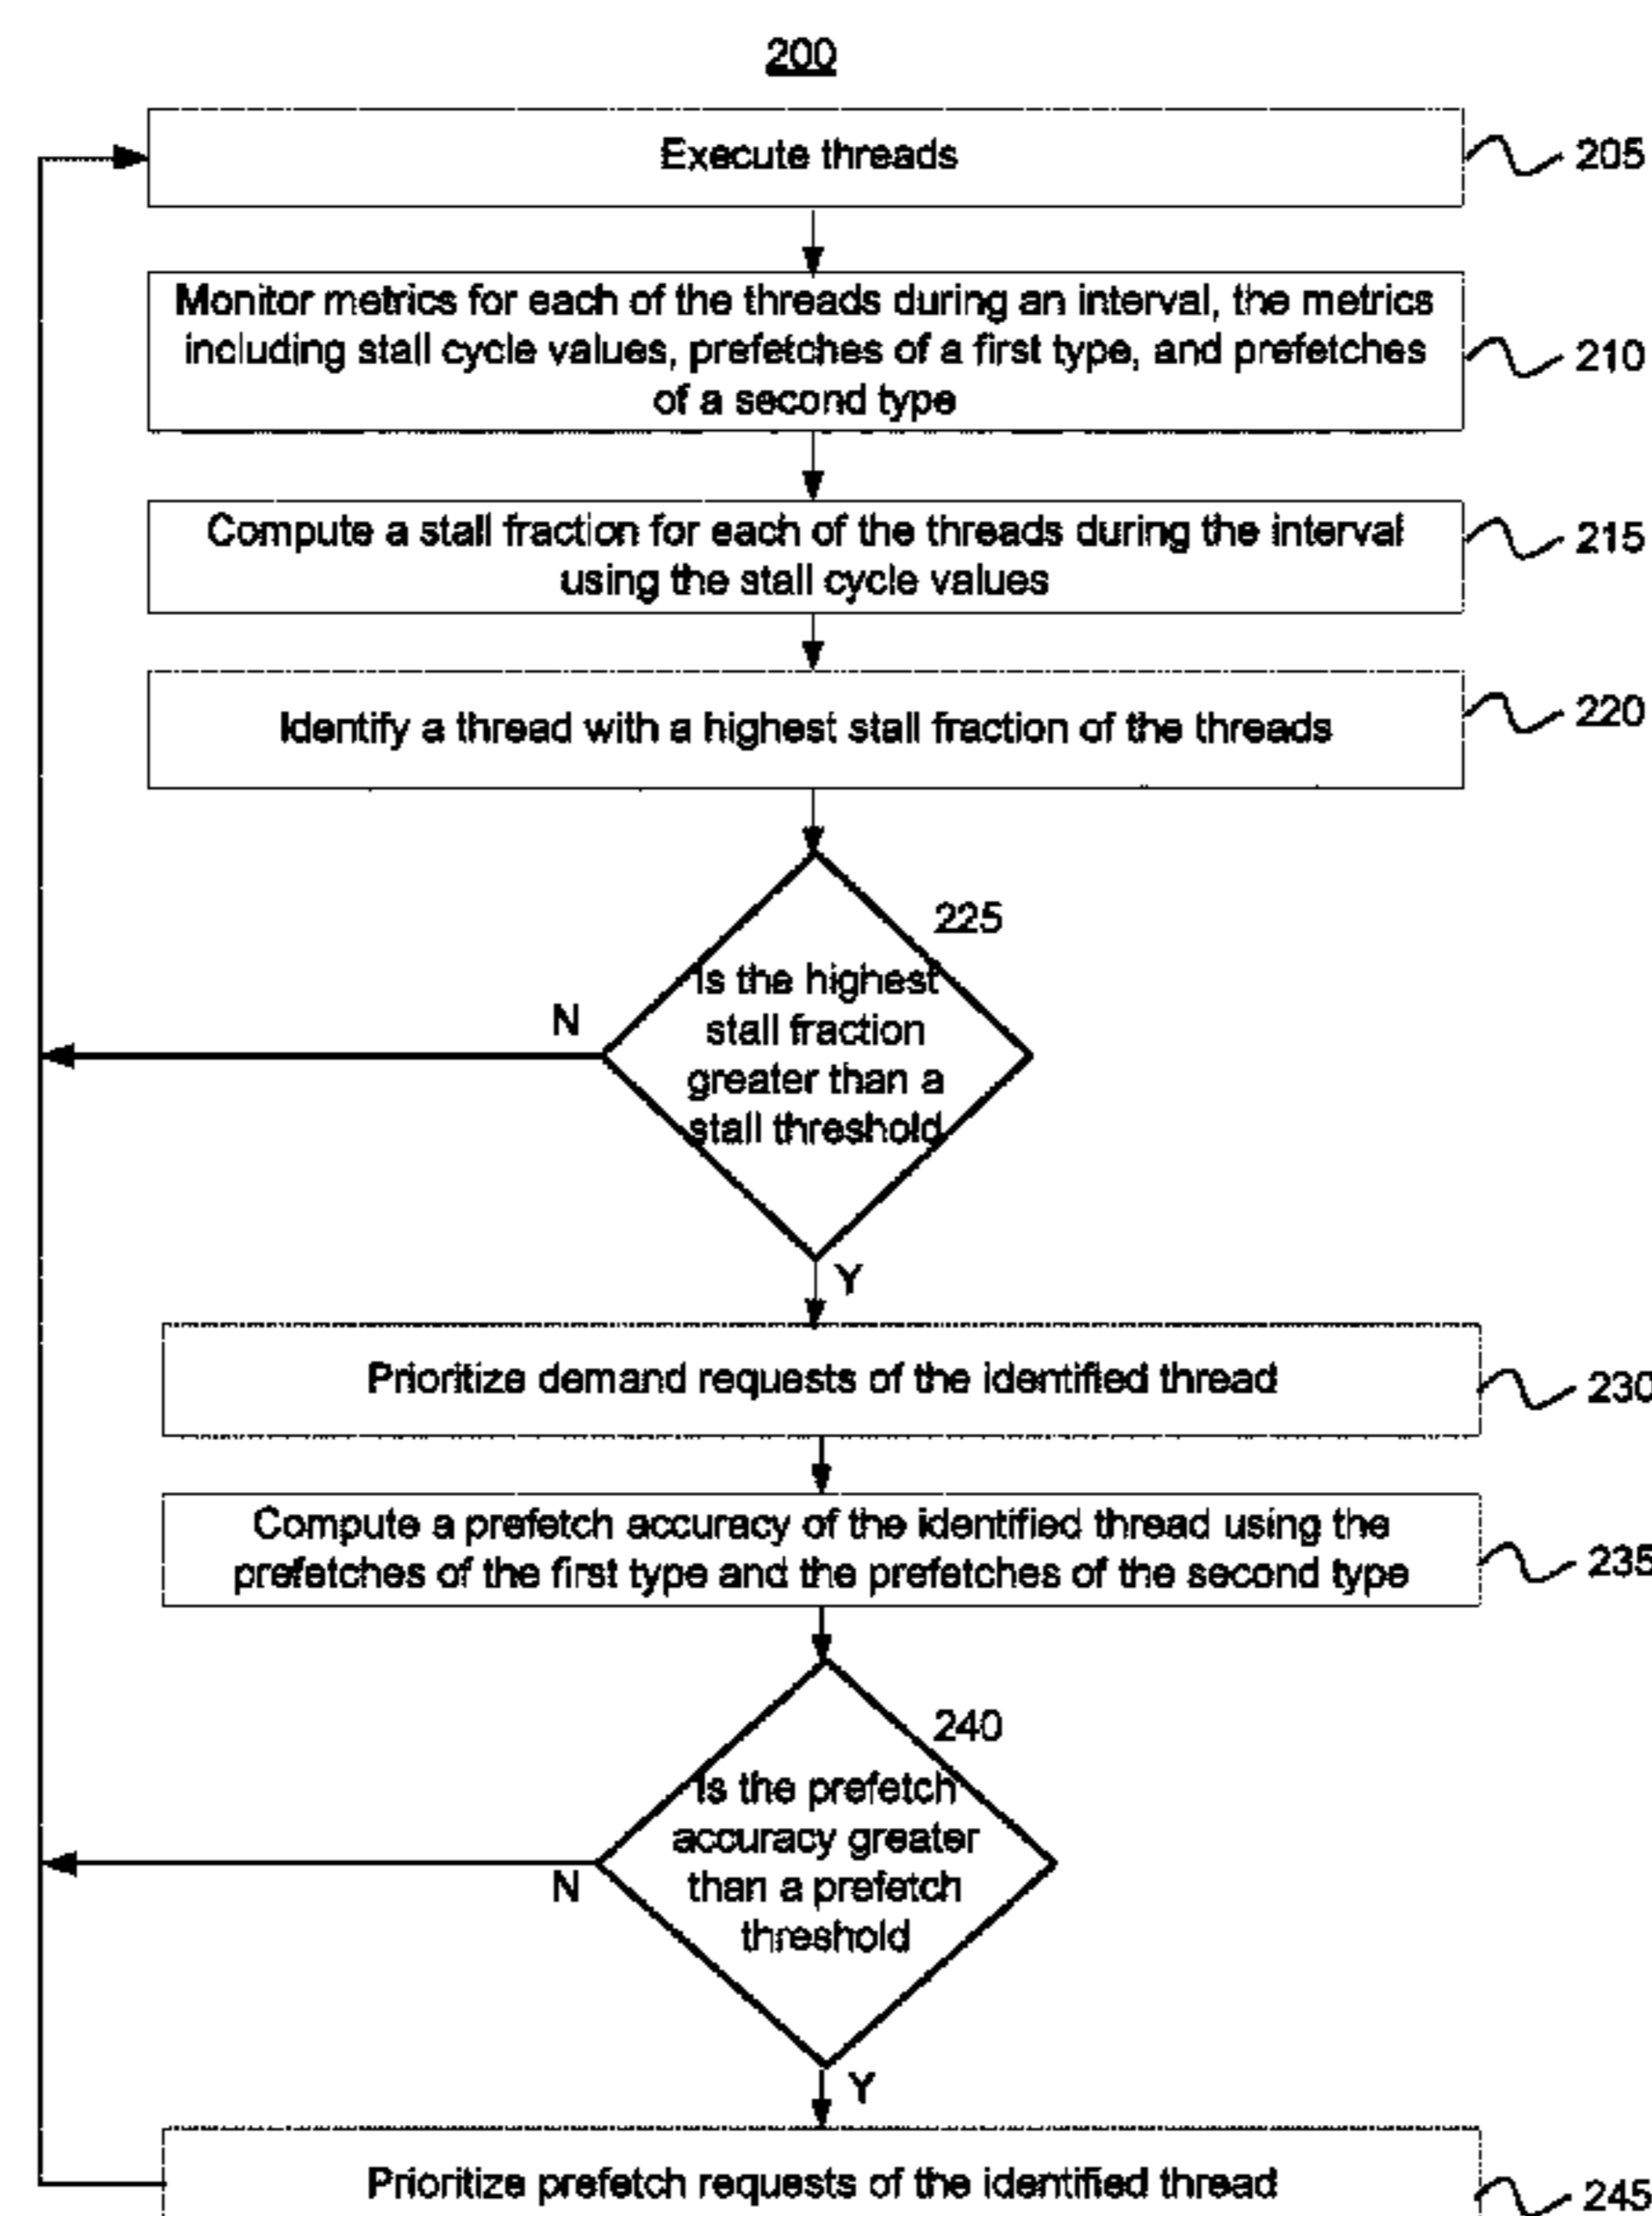 200
Execute threads
205
Monitor metrics for each of the threads during an interval, the metrics
including stall cycle values, prefetches of a first type, and prefetches
of a second type
210
Compute a stall fraction for each of the threads during the interval
using the stall cycle values
215
Identify a thread with a highest stall fraction of the threads
220
225
Is the highest
stall fraction
greater than a
stall threshold
N
Y
Prioritize demand requests of the identified thread
230
Compute a prefetch accuracy of the identified thread using the
prefetches of the first type and the prefetches of the second type
235
240
Is the prefetch
accuracy greater
than a prefetch
threshold
N
Y
Prioritize prefetch requests of the identified thread
245